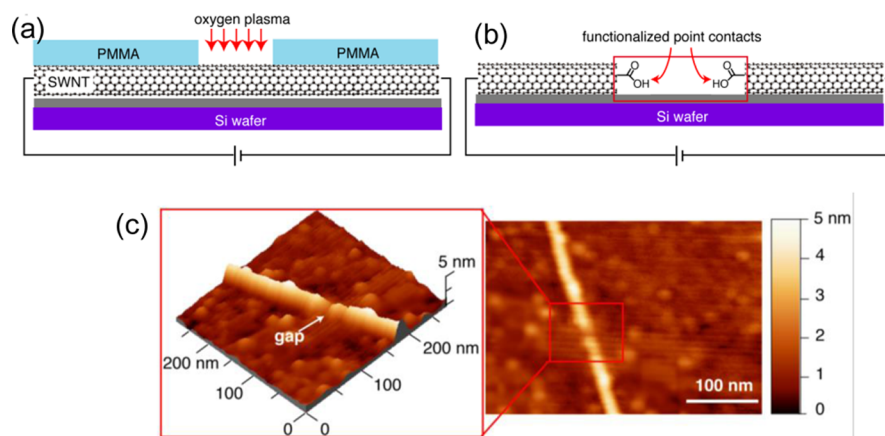 (a)
oxygen plasma
PMMA
PMMA
SWNT
Si wafer
(b)
functionalized point contacts
O
OH
O
HO
Si wafer
(c)
5 nm
gap
200 nm
100
0
0
100
200 nm
100 nm
5 nm
4
3
2
1
0